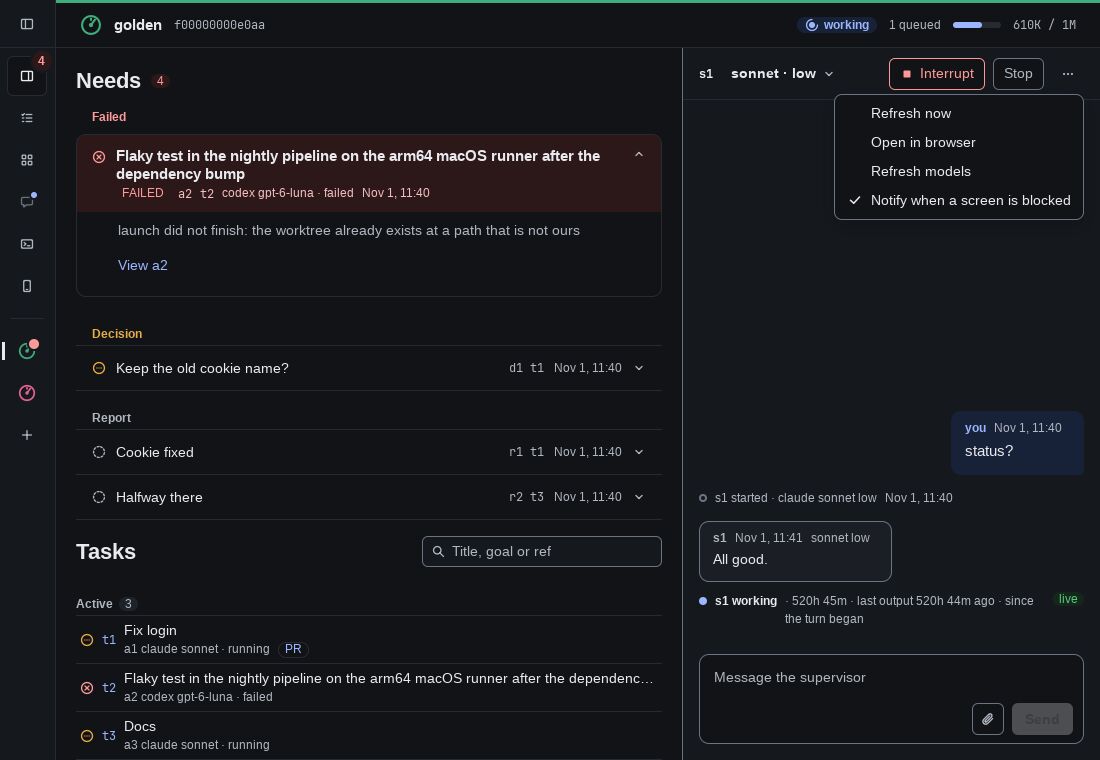 golden f00000000e0aa
working 1 queued 610K / 1M
4
Needs 4
Failed
Flaky test in the nightly pipeline on the arm64 macOS runner after the
dependency bump
FAILED a2 t2 codex gpt-6-luna · failed Nov 1, 11:40
launch did not finish: the worktree already exists at a path that is not ours
View a2
Decision
Keep the old cookie name? d1 t1 Nov 1, 11:40
Report
Cookie fixed r1 t1 Nov 1, 11:40
Halfway there r2 t3 Nov 1, 11:40
Tasks
Title, goal or ref
Active 3
t1 Fix login
a1 claude sonnet · running PR
t2 Flaky test in the nightly pipeline on the arm64 macOS runner after the dependenc…
a2 codex gpt-6-luna · failed
t3 Docs
a3 claude sonnet · running
s1 sonnet · low
Interrupt
Stop
Refresh now
Open in browser
Refresh models
Notify when a screen is blocked
you Nov 1, 11:40
status?
s1 started · claude sonnet low Nov 1, 11:40
s1 Nov 1, 11:41 sonnet low
All good.
s1 working · 520h 45m · last output 520h 44m ago · since
the turn began
live
Message the supervisor
Send